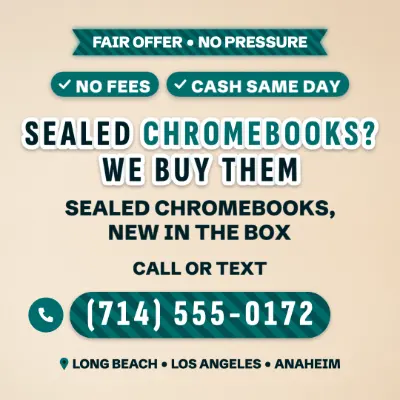 FAIR OFFER • NO PRESSURE
✓ NO FEES ✓ CASH SAME DAY
SEALED CHROMEBOOKS?
WE BUY THEM
SEALED CHROMEBOOKS,
NEW IN THE BOX
CALL OR TEXT
(714) 555-0172
LONG BEACH • LOS ANGELES • ANAHEIM